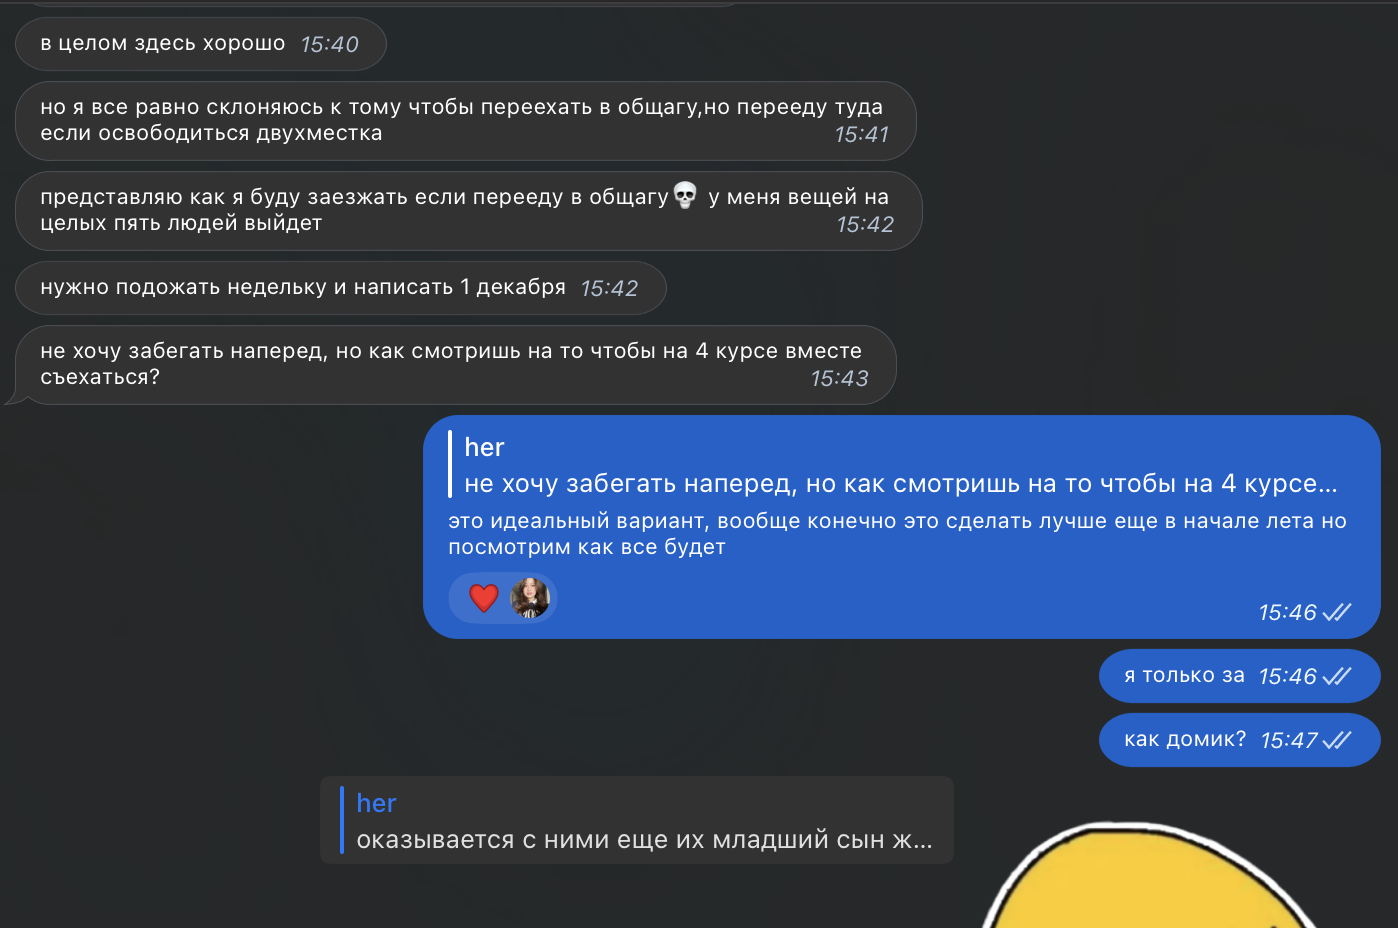 в целом здесь хорошо 15:40
но я все равно склоняюсь к тому чтобы переехать в общагу,но перееду туда
если освободиться двухместка 15:41
представляю как я буду заезжать если перееду в общагу💀 у меня вещей на
целых пять людей выйдет 15:42
нужно подожать недельку и написать 1 декабря 15:42
не хочу забегать наперед, но как смотришь на то чтобы на 4 курсе вместе
съехаться? 15:43
her
не хочу забегать наперед, но как смотришь на то чтобы на 4 курсе...
это идеальный вариант, вообще конечно это сделать лучше еще в начале лета но
посмотрим как все будет
15:46
я только за 15:46
как домик? 15:47
her
оказывается с ними еще их младший сын ж...